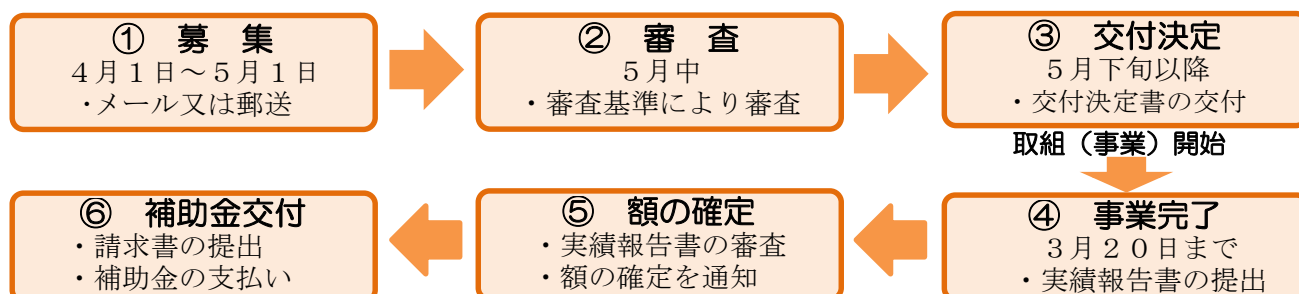 ① 募 集
４月１日～５月１日
・メール又は郵送
② 審 査
５月中
・審査基準により審査
③ 交付決定
５月下旬以降
・交付決定書の交付
取組（事業）開始
④ 事業完了
３月２０日まで
・実績報告書の提出
⑤ 額の確定
・実績報告書の審査
・額の確定を通知
⑥ 補助金交付
・請求書の提出
・補助金の支払い